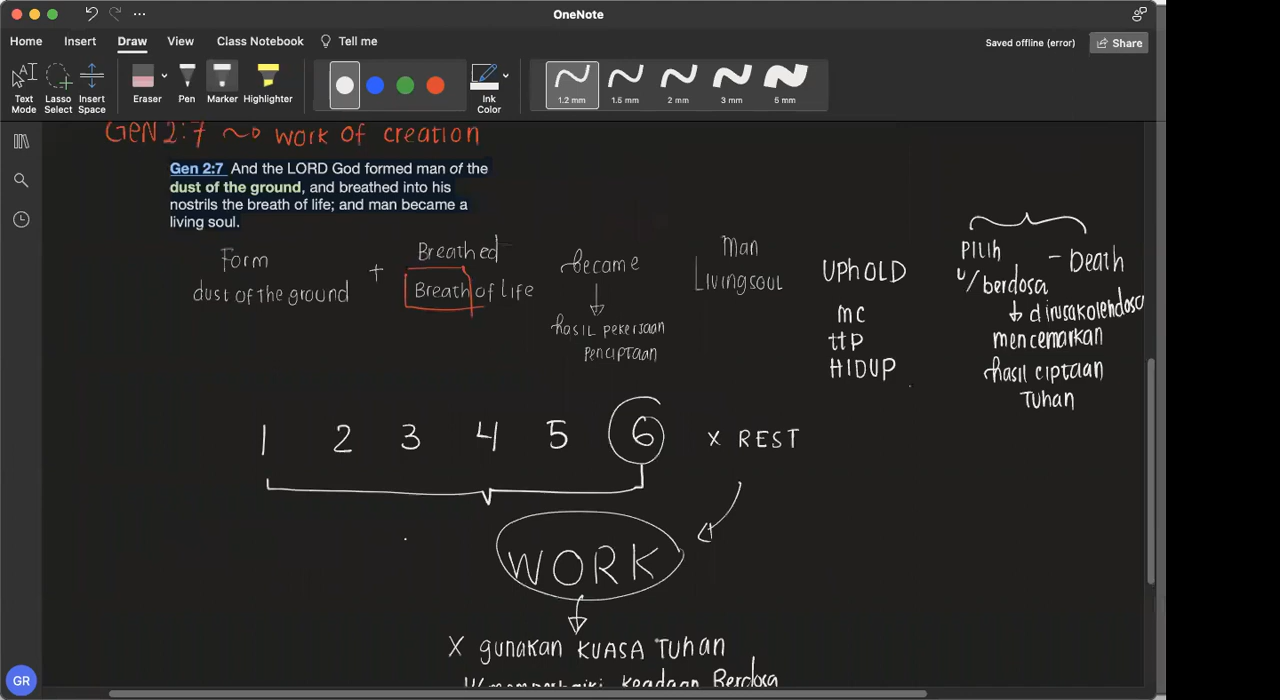 OneNote
Home Insert Draw View Class Notebook Tell me
Saved offline (error) Share
Text Mode
Lasso Select
Insert Space
Eraser
Pen
Marker
Highlighter
Ink Color
1.2 mm
1.5 mm
2 mm
3 mm
5 mm
GEN 2:7 ~> work of creation
Gen 2:7 And the LORD God formed man of the
dust of the ground, and breathed into his
nostrils the breath of life; and man became a
living soul.
Form
dust of the ground
+
Breathed
Breath of life
became
hasil pekerjaan
penciptaan
Man
Living soul
UPHOLD
mc
ttp
HIDUP
PILIH
u/ berdosa
- Death
dirusak oleh dosa
mencemarkan
hasil ciptaan
TUHAN
1 2 3 4 5 6 X REST
WORK
X gunakan KUASA TUHAN
u/ memperbaiki keadaan Berdosa
GR